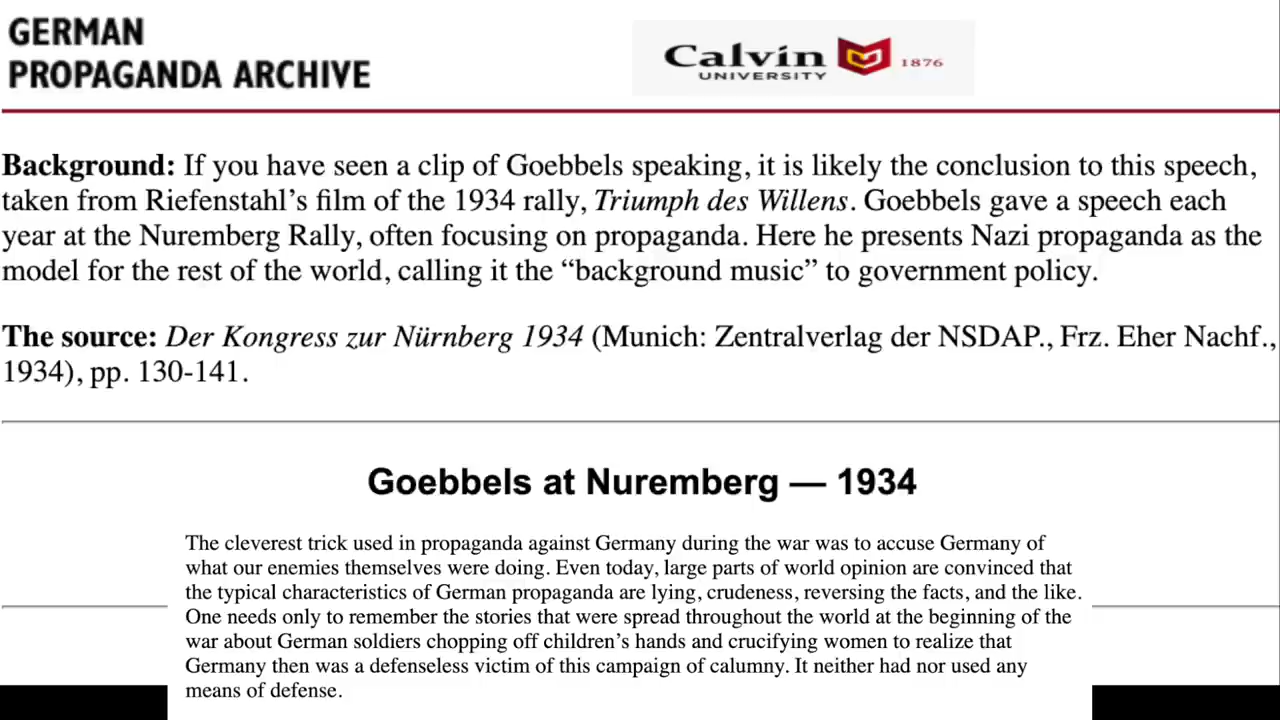 GERMAN
PROPAGANDA ARCHIVE
Calvin
UNIVERSITY
1876
Background: If you have seen a clip of Goebbels speaking, it is likely the conclusion to this speech,
taken from Riefenstahl’s film of the 1934 rally, Triumph des Willens. Goebbels gave a speech each
year at the Nuremberg Rally, often focusing on propaganda. Here he presents Nazi propaganda as the
model for the rest of the world, calling it the “background music” to government policy.
The source: Der Kongress zur Nürnberg 1934 (Munich: Zentralverlag der NSDAP., Frz. Eher Nachf.,
1934), pp. 130-141.
Goebbels at Nuremberg — 1934
The cleverest trick used in propaganda against Germany during the war was to accuse Germany of
what our enemies themselves were doing. Even today, large parts of world opinion are convinced that
the typical characteristics of German propaganda are lying, crudeness, reversing the facts, and the like.
One needs only to remember the stories that were spread throughout the world at the beginning of the
war about German soldiers chopping off children’s hands and crucifying women to realize that
Germany then was a defenseless victim of this campaign of calumny. It neither had nor used any
means of defense.